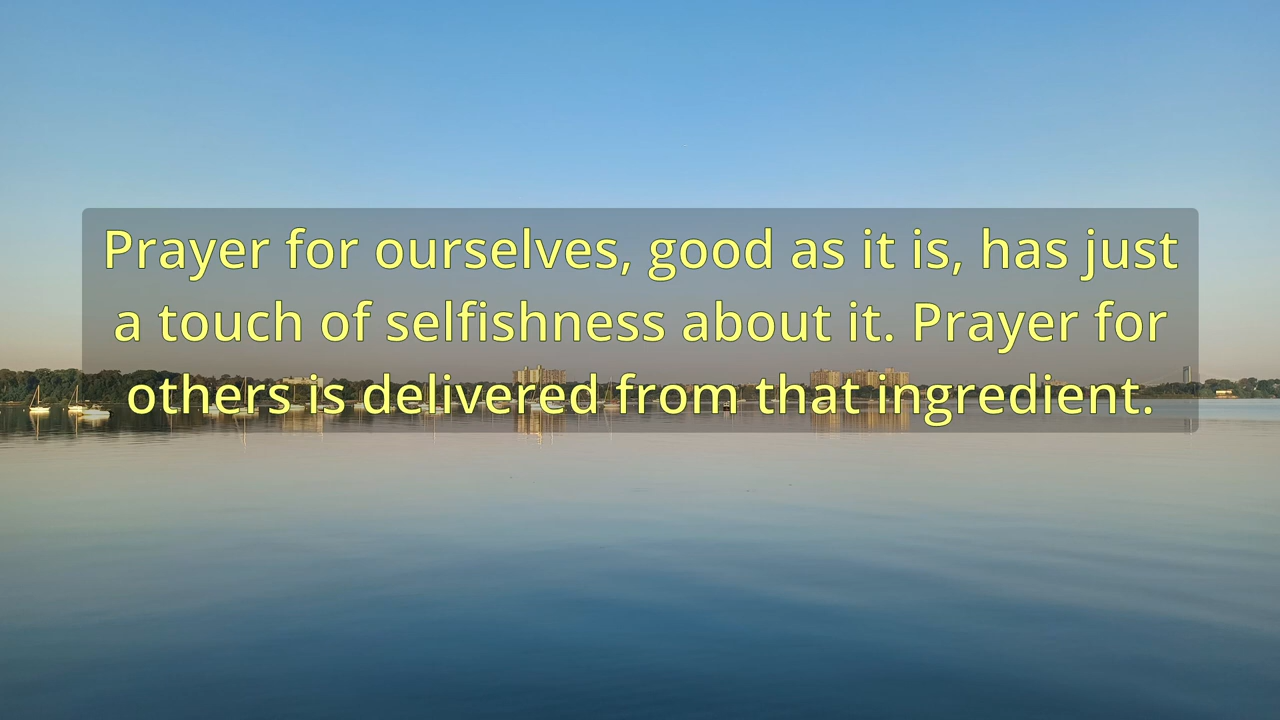 Prayer for ourselves, good as it is, has just
a touch of selfishness about it. Prayer for
others is delivered from that ingredient.